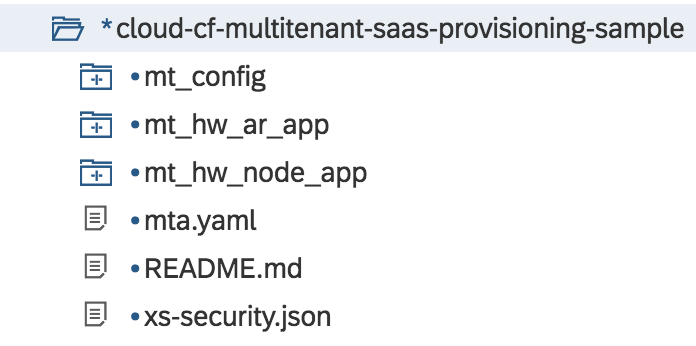 *cloud-cf-multitenant-saas-provisioning-sample
•mt_config
•mt_hw_ar_app
•mt_hw_node_app
•mta.yaml
•README.md
•xs-security.json